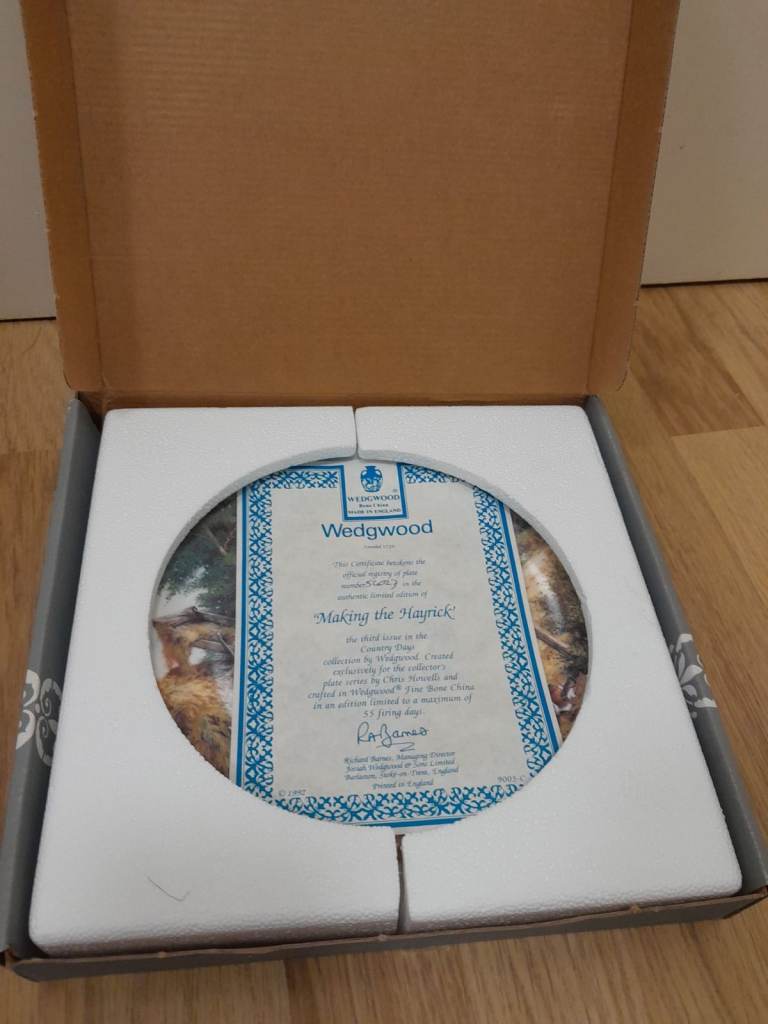 WEDGWOOD
®
Bone China
MADE IN ENGLAND
Wedgwood
This Certificate betokens the
official registry of plate
number in the
authentic limited edition of
'Making the Hayrick'
the third issue in the
Country Days
collection by Wedgwood. Created
exclusively for the collector's
plate series by Chris Howells and
crafted in Wedgwood® Fine Bone China
in an edition limited to a maximum of
55 firing days.
RA Barnes
Richard Barnes, Managing Director
Josiah Wedgwood & Sons Limited
Barlaston, Stoke-on-Trent, England
Printed in England
© 1992
9005-C